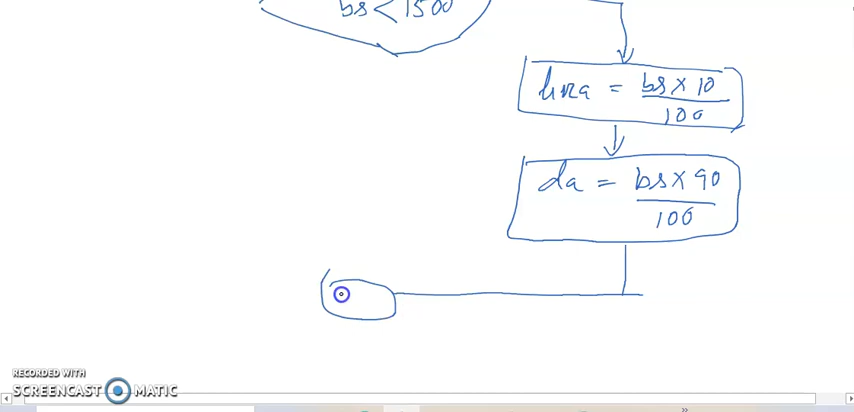 bs < 1500
hra = bs × 10
100
da = bs × 90
100
RECORDED WITH
SCREENCAST MATIC